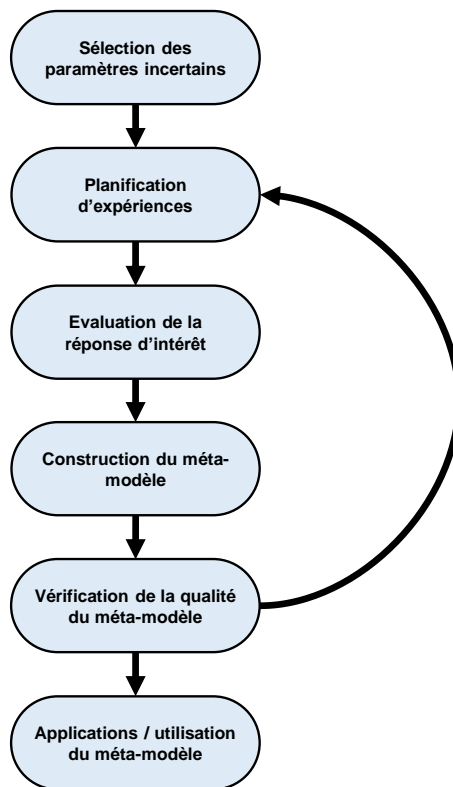 Sélection des
paramètres incertains
Planification
d'expériences
Evaluation de la
réponse d'intérêt
Construction du méta-
modèle
Vérification de la qualité
du méta-modèle
Applications / utilisation
du méta-modèle